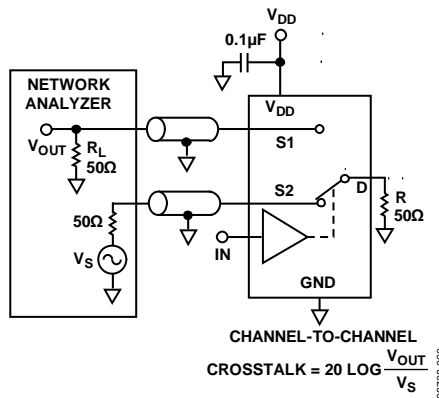 VDD
0.1µF
NETWORK
ANALYZER
VDD
VOUT
RL
50Ω
S1
50Ω
S2
D
R
50Ω
VS
IN
GND
CHANNEL-TO-CHANNEL
CROSSTALK = 20 LOG VOUT
VS